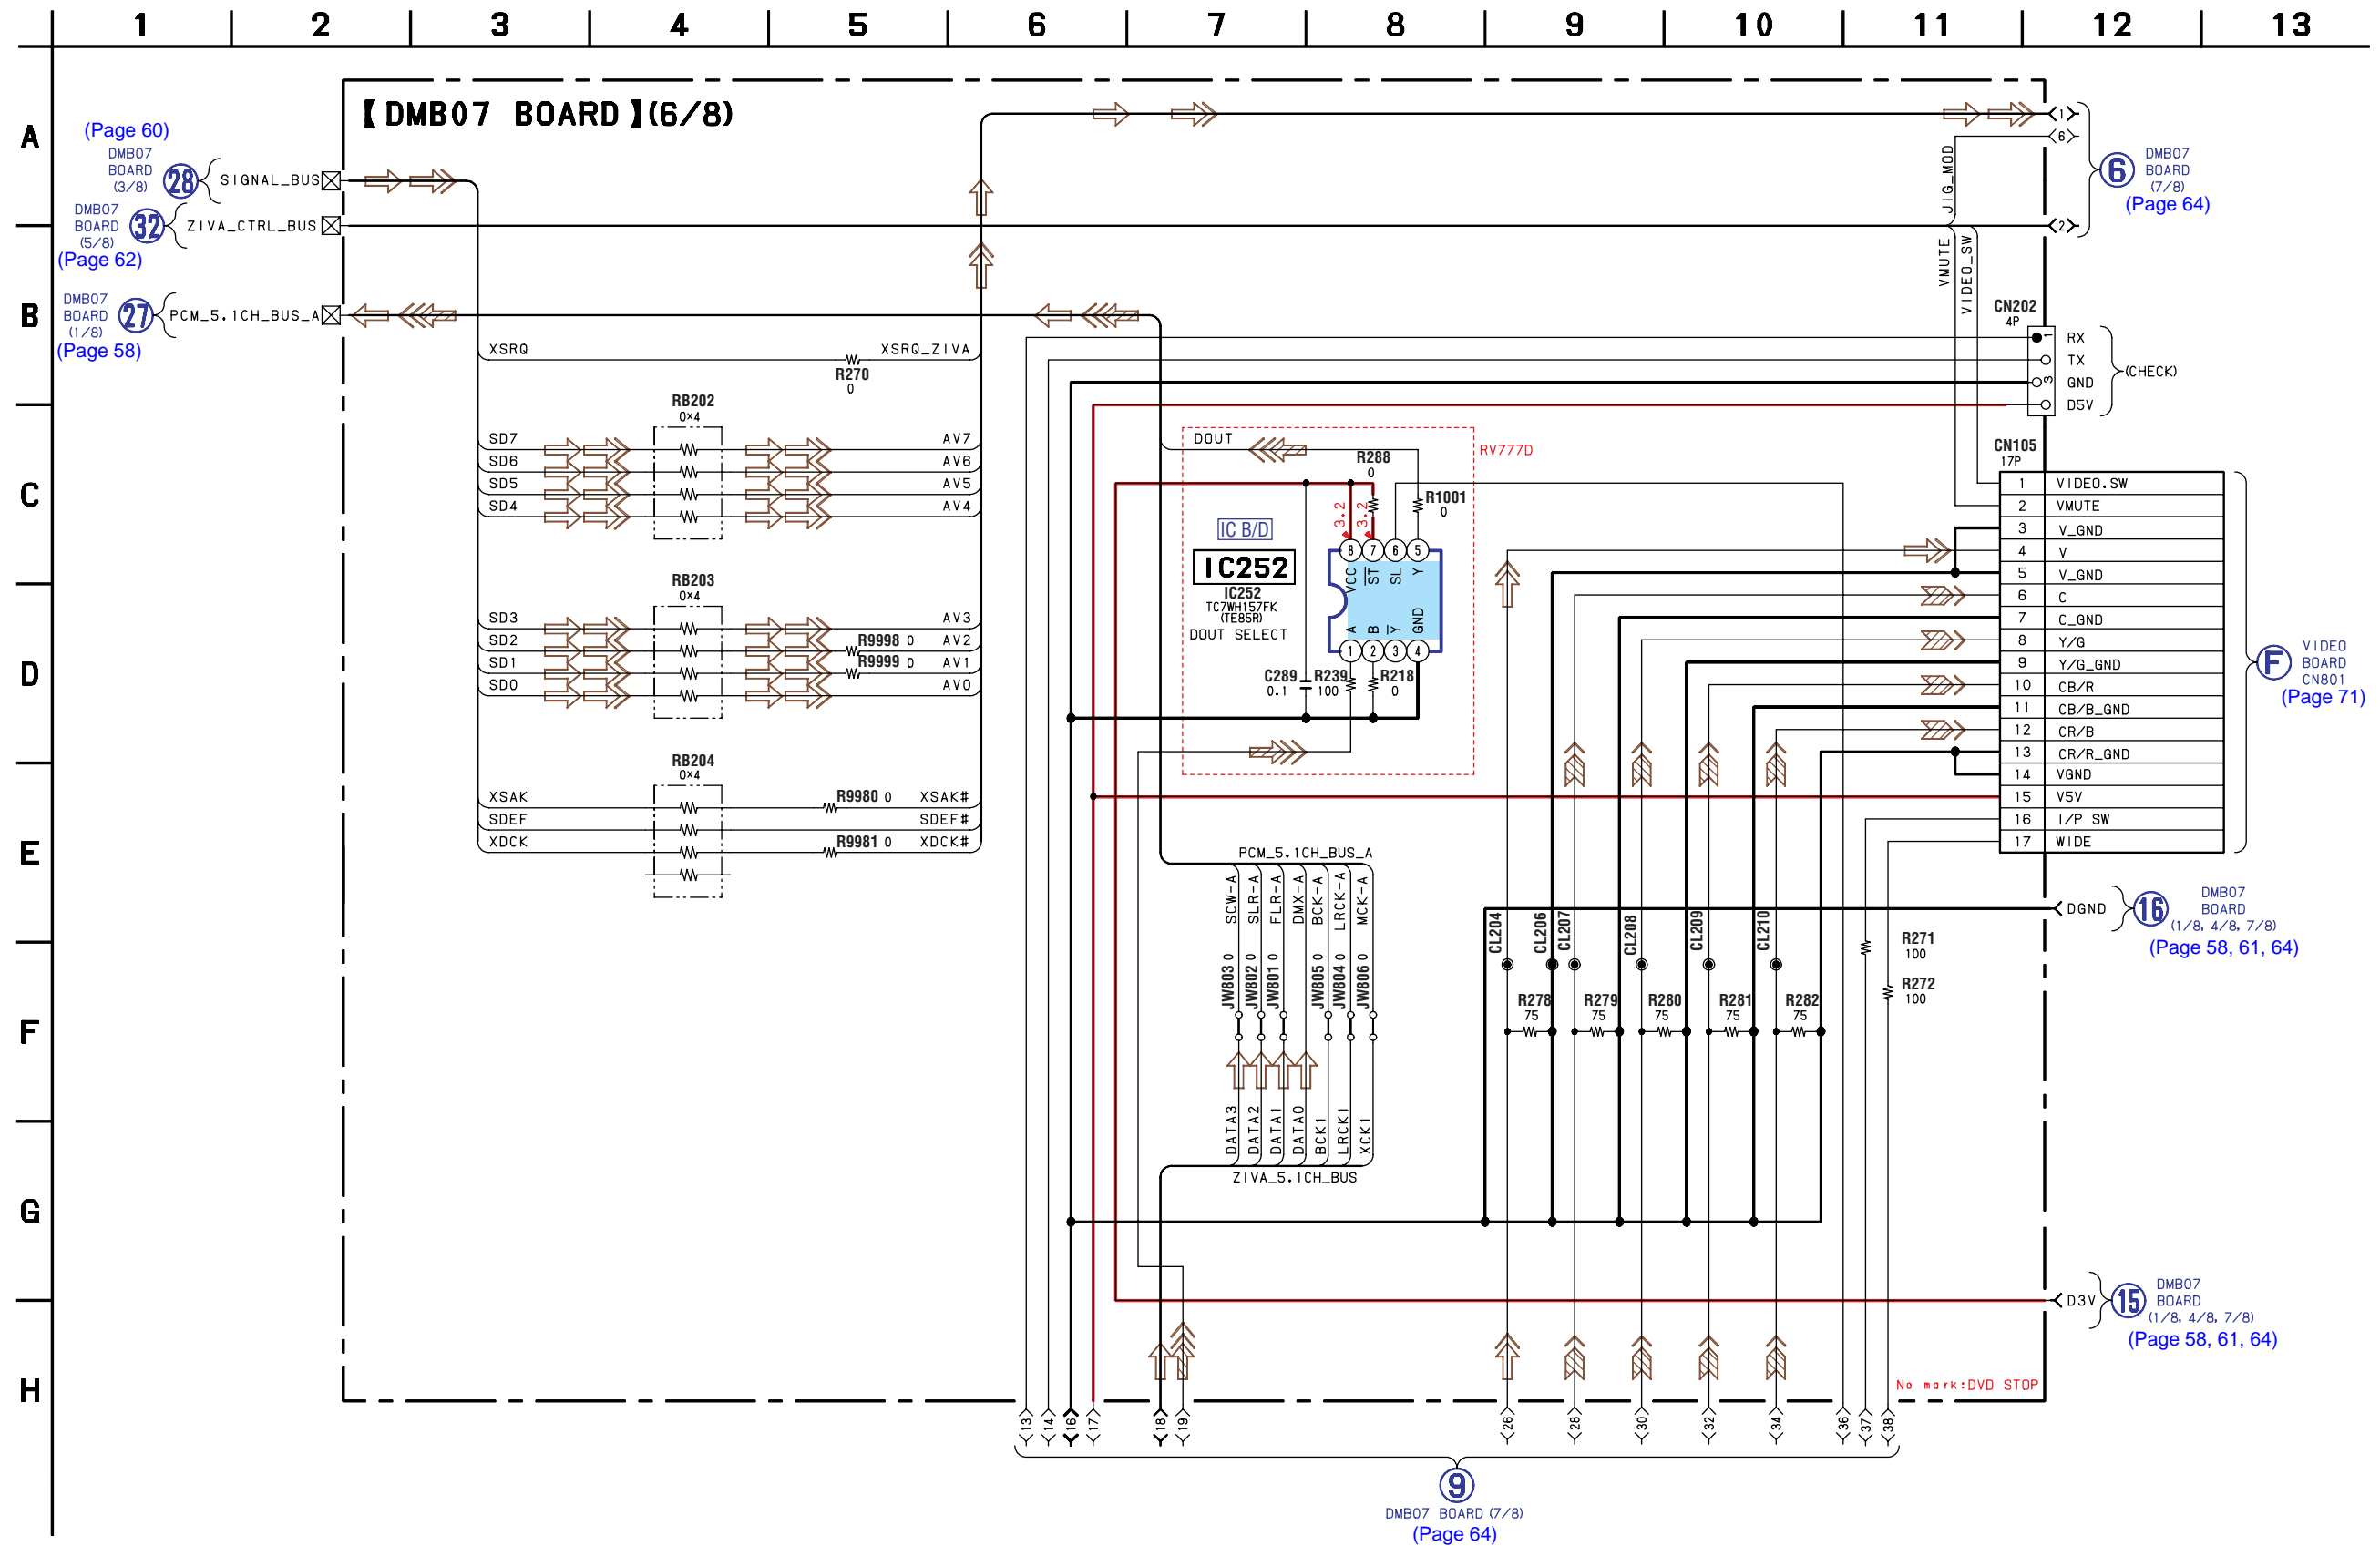 1 2 3 4 5 6 7 8 9 10 11 12 13
A
B
C
D
E
F
G
H
【DMB07 BOARD】(6/8)
(Page 60)
DMB07
BOARD
(3/8)
28
SIGNAL_BUS
DMB07
BOARD
(5/8)
32
ZIVA_CTRL_BUS
(Page 62)
DMB07
BOARD
(1/8)
27
PCM_5.1CH_BUS_A
(Page 58)
1
6
2
6
DMB07
BOARD
(7/8)
(Page 64)
JIG_MOD
VMUTE
VIDEO_SW
XSRQ
R270
0
XSRQ_ZIVA
RB202
0×4
SD7 AV7
SD6 AV6
SD5 AV5
SD4 AV4
RB203
0×4
SD3 AV3
SD2 R9998 0 AV2
SD1 R9999 0 AV1
SD0 AV0
RB204
0×4
XSAK R9980 0 XSAK#
SDEF SDEF#
XDCK R9981 0 XDCK#
CN202
4P
1 RX
TX
3 GND
D5V
(CHECK)
DOUT
RV777D
R288
0
R1001
0
3.2
3.2
IC B/D
IC252
IC252
TC7WH157FK
(TE85R)
DOUT SELECT
8 7 6 5
VCC ST SL Y
A B Y GND
1 2 3 4
C289
0.1
R239
100
R218
0
CN105
17P
1 VIDEO.SW
2 VMUTE
3 V_GND
4 V
5 V_GND
6 C
7 C_GND
8 Y/G
9 Y/G_GND
10 CB/R
11 CB/B_GND
12 CR/B
13 CR/R_GND
14 VGND
15 V5V
16 I/P SW
17 WIDE
F
VIDEO
BOARD
CN801
(Page 71)
PCM_5.1CH_BUS_A
SCW-A
SLR-A
FLR-A
DMX-A
BCK-A
LRCK-A
MCK-A
JW803 0
JW802 0
JW801 0
JW805 0
JW804 0
JW806 0
DATA3
DATA2
DATA1
DATA0
BCK1
LRCK1
XCK1
ZIVA_5.1CH_BUS
CL204
CL206
CL207
CL208
CL209
CL210
R278
75
R279
75
R280
75
R281
75
R282
75
R271
100
R272
100
DGND
16
DMB07
BOARD
(1/8, 4/8, 7/8)
(Page 58, 61, 64)
D3V
15
DMB07
BOARD
(1/8, 4/8, 7/8)
(Page 58, 61, 64)
No mark:DVD STOP
13 14 16 17 18 19 26 28 30 32 34 36 37 38
9
DMB07 BOARD (7/8)
(Page 64)